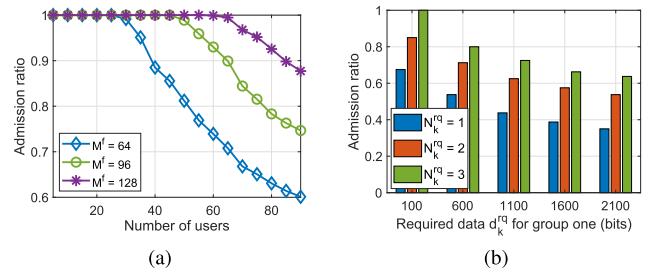 1
0.9
0.8
0.7
0.6
Admission ratio
M^f = 64
M^f = 96
M^f = 128
20 40 60 80
Number of users
(a)
1
0.8
0.6
0.4
0.2
0
Admission ratio
N_k^rq = 1
N_k^rq = 2
N_k^rq = 3
100 600 1100 1600 2100
Required data d_k^rq for group one (bits)
(b)